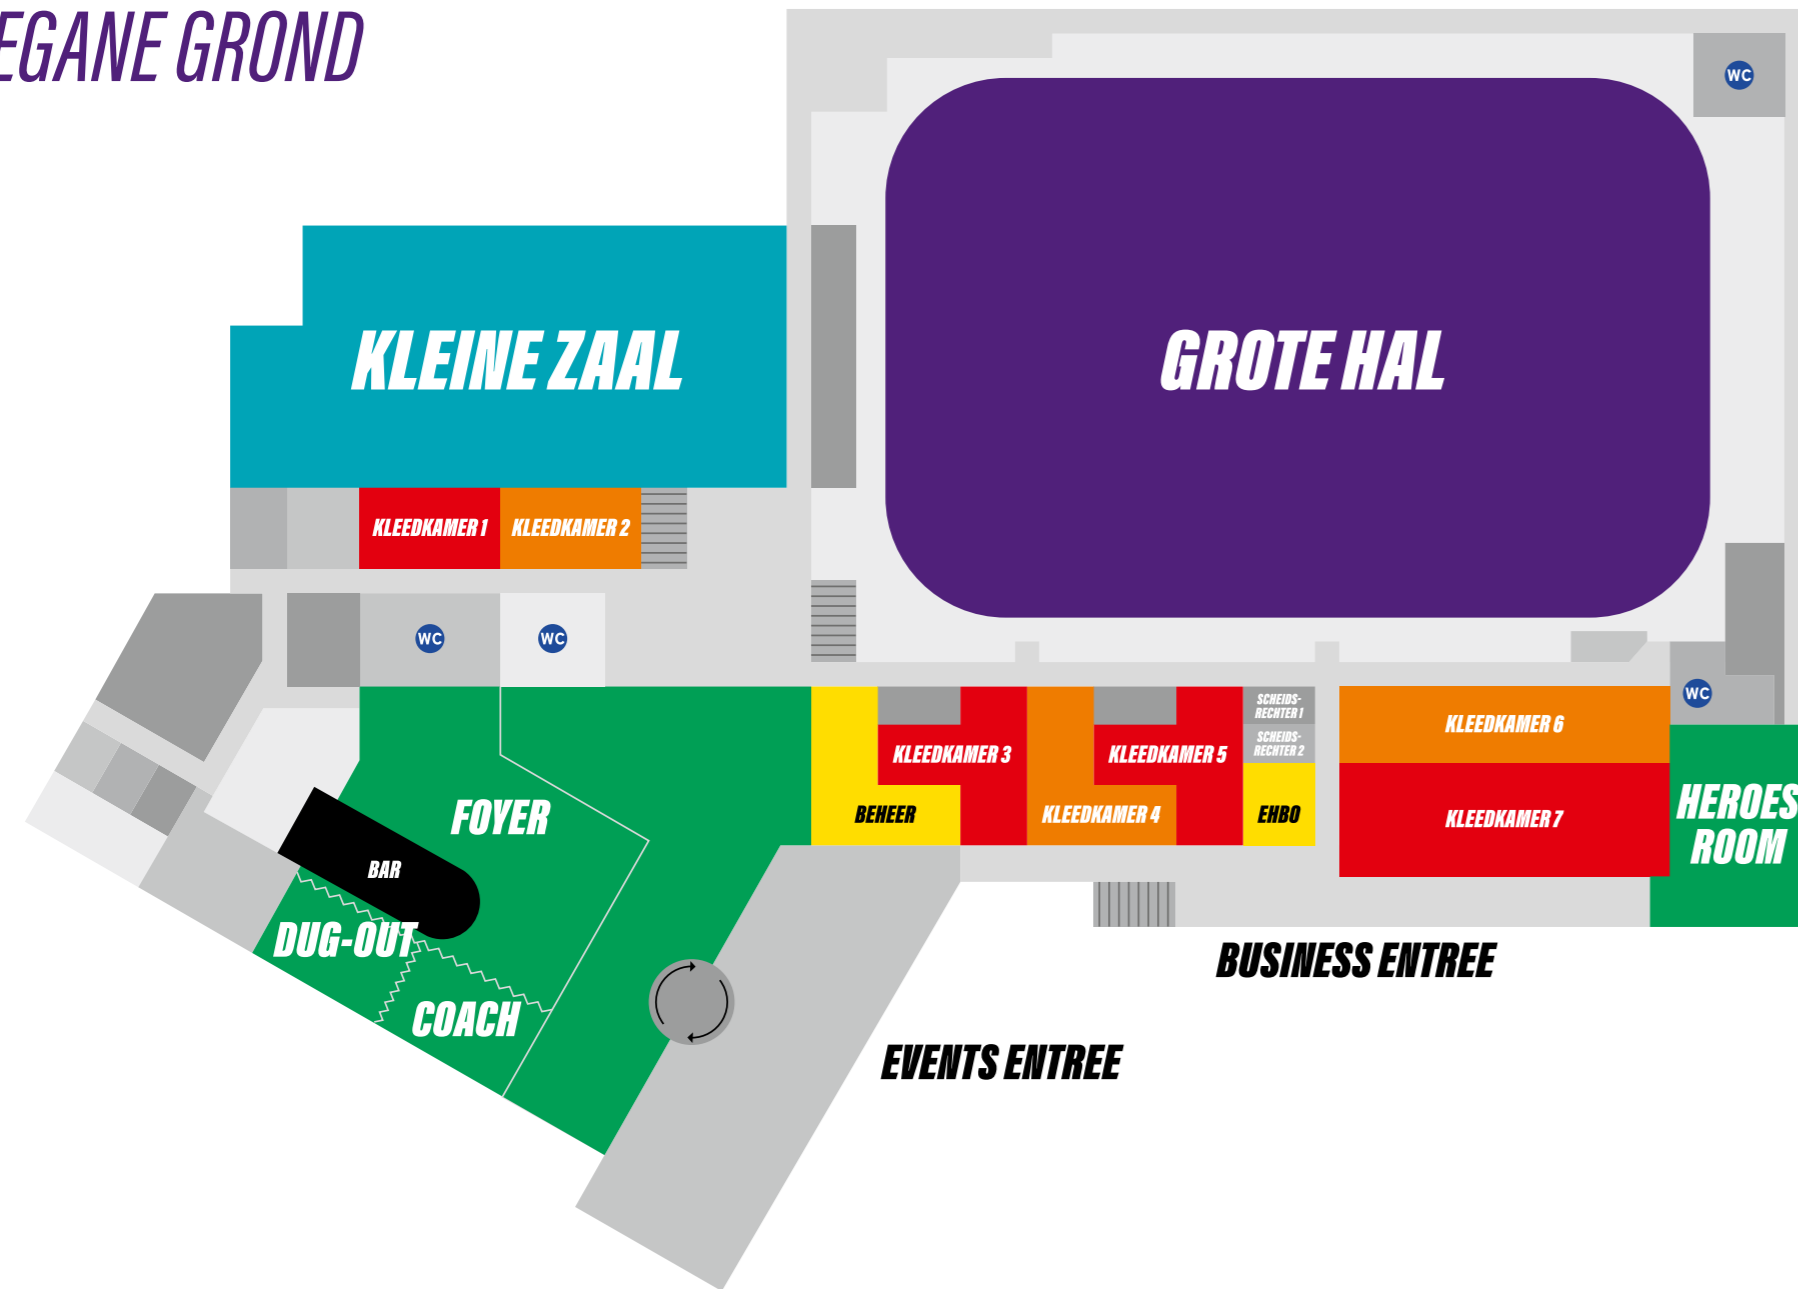 EGANE GROND
WC
KLEINE ZAAL
GROTE HAL
KLEEDKAMER 1
KLEEDKAMER 2
WC
WC
WC
SCHEIDS-
RECHTER 1
SCHEIDS-
RECHTER 2
KLEEDKAMER 3
KLEEDKAMER 5
KLEEDKAMER 6
BEHEER
KLEEDKAMER 4
EHBO
KLEEDKAMER 7
HEROES
ROOM
FOYER
BAR
DUG-OUT
COACH
BUSINESS ENTREE
EVENTS ENTREE